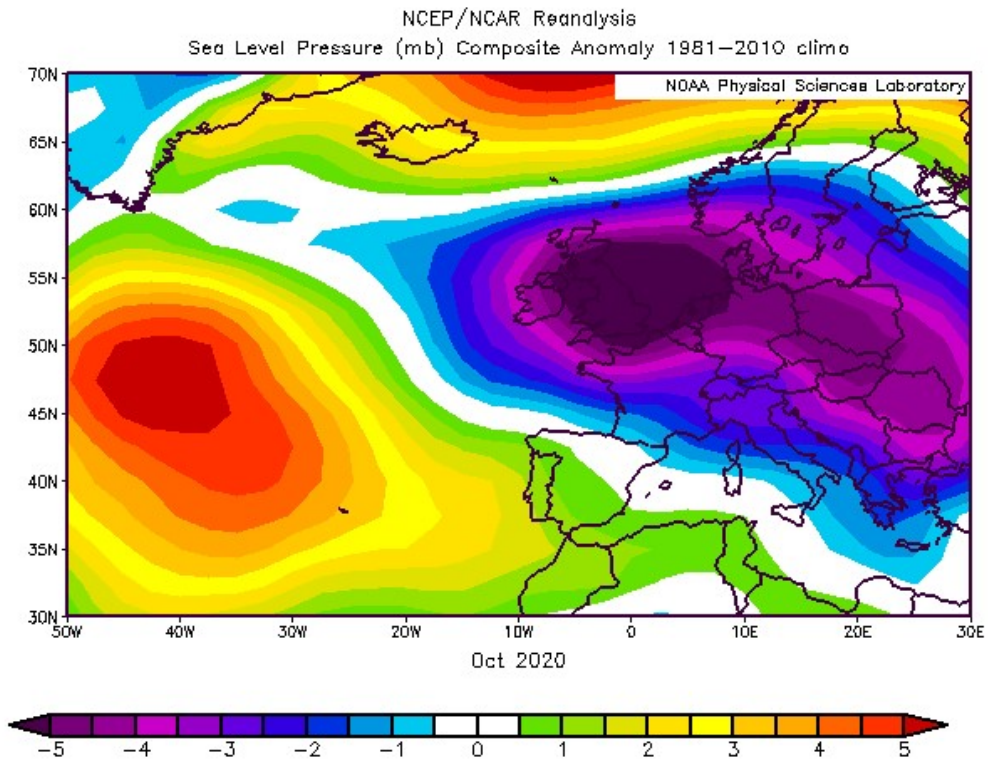 NCEP/NCAR Reanalysis
Sea Level Pressure (mb) Composite Anomaly 1981-2010 climo
NOAA Physical Sciences Laboratory
70N
65N
60N
55N
50N
45N
40N
35N
30N
50W 40W 30W 20W 10W 0 10E 20E 30E
Oct 2020
-5 -4 -3 -2 -1 0 1 2 3 4 5